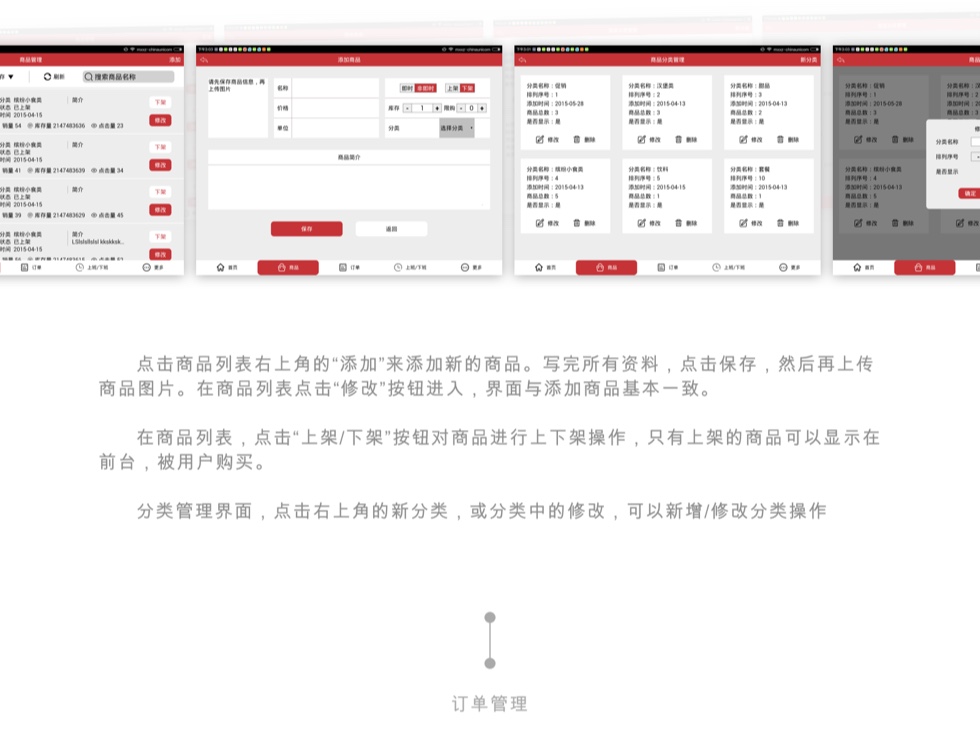 商品管理
添加
刷新
搜索商品名称
分类 缤纷小食类
简介
状态 已上架
时间 2015-04-15
下架
修改
销量 54 库存量 2147483636 点击量 23
分类 缤纷小食类
简介
状态 已上架
时间 2015-04-15
下架
修改
销量 41 库存量 2147483639 点击量 34
分类 缤纷小食类
简介
状态 已上架
时间 2015-04-15
下架
修改
销量 39 库存量 2147483629 点击量 45
分类 缤纷小食类
简介
状态 已上架
时间 2015-04-15
下架
修改
订单 上班/下班 更多
添加商品
请先保存商品信息，再
上传图片
名称
价格
单位
即时 非即时 上架 下架
库存 - 1 + 限购 - 0 +
分类 选择分类
商品简介
保存 返回
首页 商品 订单 上班/下班 更多
商品分类管理
新分类
分类名称：促销
排列序号：1
添加时间：2015-05-28
商品总数：3
是否显示：是
修改 删除
分类名称：汉堡类
排列序号：2
添加时间：2015-04-13
商品总数：3
是否显示：是
修改 删除
分类名称：甜品
排列序号：3
添加时间：2015-04-13
商品总数：2
是否显示：是
修改 删除
分类名称：缤纷小食类
排列序号：4
添加时间：2015-04-13
商品总数：5
是否显示：是
修改 删除
分类名称：饮料
排列序号：5
添加时间：2015-04-15
商品总数：1
是否显示：是
修改 删除
分类名称：套餐
排列序号：10
添加时间：2015-04-13
商品总数：1
是否显示：是
修改 删除
首页 商品 订单 上班/下班 更多
分类名称：促销
排列序号：1
添加时间：2015-05-28
商品总数：3
是否显示：是
修改 删除
分类名称：缤纷小食类
排列序号：4
添加时间：2015-04-13
商品总数：5
是否显示：是
修改 删除
分类名称
排列序号
是否显示
确定
首页 商品
点击商品列表右上角的“添加”来添加新的商品。写完所有资料，点击保存，然后再上传
商品图片。在商品列表点击“修改”按钮进入，界面与添加商品基本一致。
在商品列表，点击“上架/下架”按钮对商品进行上下架操作，只有上架的商品可以显示在
前台，被用户购买。
分类管理界面，点击右上角的新分类，或分类中的修改，可以新增/修改分类操作
订单管理